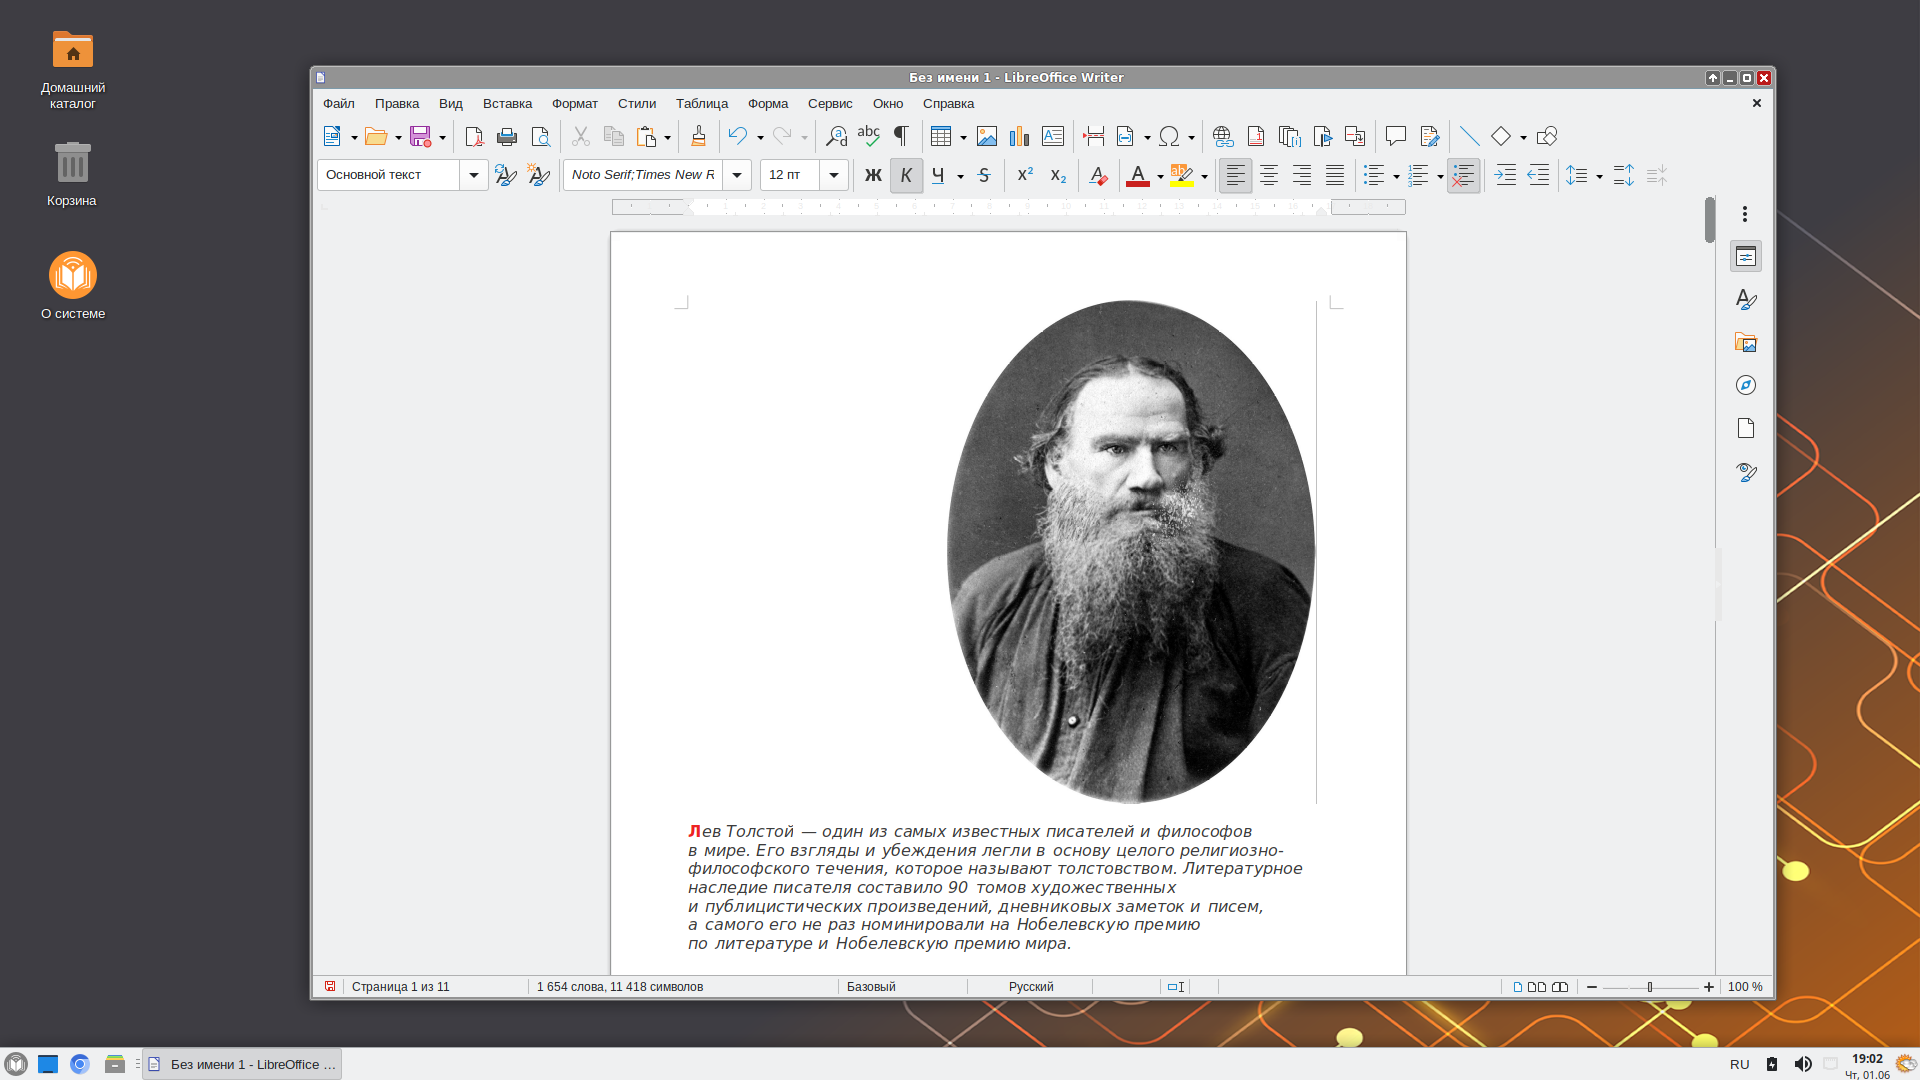 Домашний
каталог
Корзина
О системе
Без имени 1 - LibreOffice Writer
Файл Правка Вид Вставка Формат Стили Таблица Форма Сервис Окно Справка
Основной текст
Noto Serif;Times New R
12 пт
Ж К Ч S
Лев Толстой — один из самых известных писателей и философов
в мире. Его взгляды и убеждения легли в основу целого религиозно-
философского течения, которое называют толстовством. Литературное
наследие писателя составило 90 томов художественных
и публицистических произведений, дневниковых заметок и писем,
а самого его не раз номинировали на Нобелевскую премию
по литературе и Нобелевскую премию мира.
Страница 1 из 11
1 654 слова, 11 418 символов
Базовый
Русский
100 %
Без имени 1 - LibreOffice …
RU
19:02
Чт, 01.06